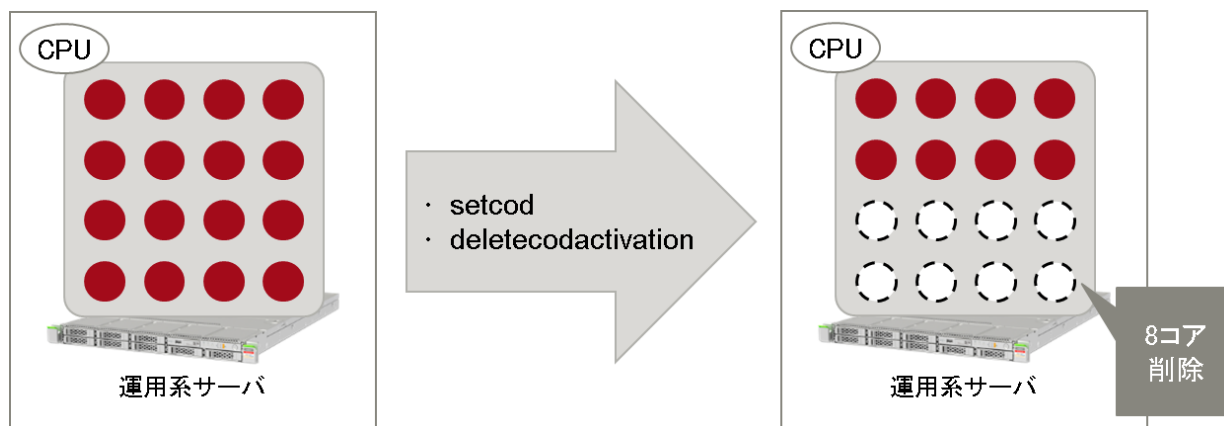 CPU
運用系サーバ
・ setcod
・ deletecodactivation
CPU
8コア
削除
運用系サーバ